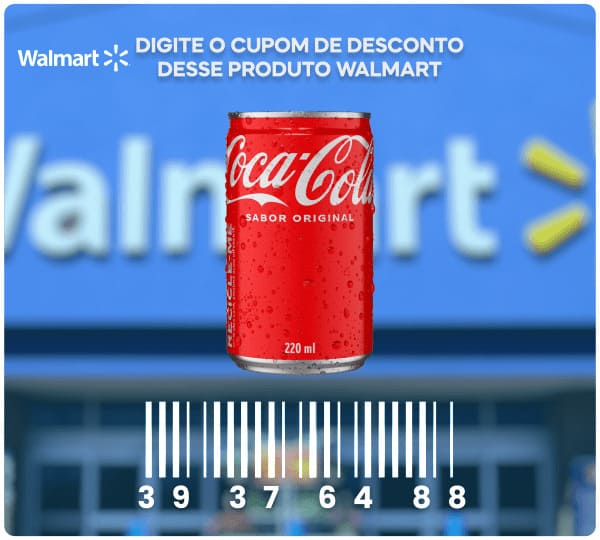 Walmart
DIGITE O CUPOM DE DESCONTO
DESSE PRODUTO WALMART
Walmart
Coca-Cola
SABOR ORIGINAL
RECICLE-ME
220 ml
39 37 64 88